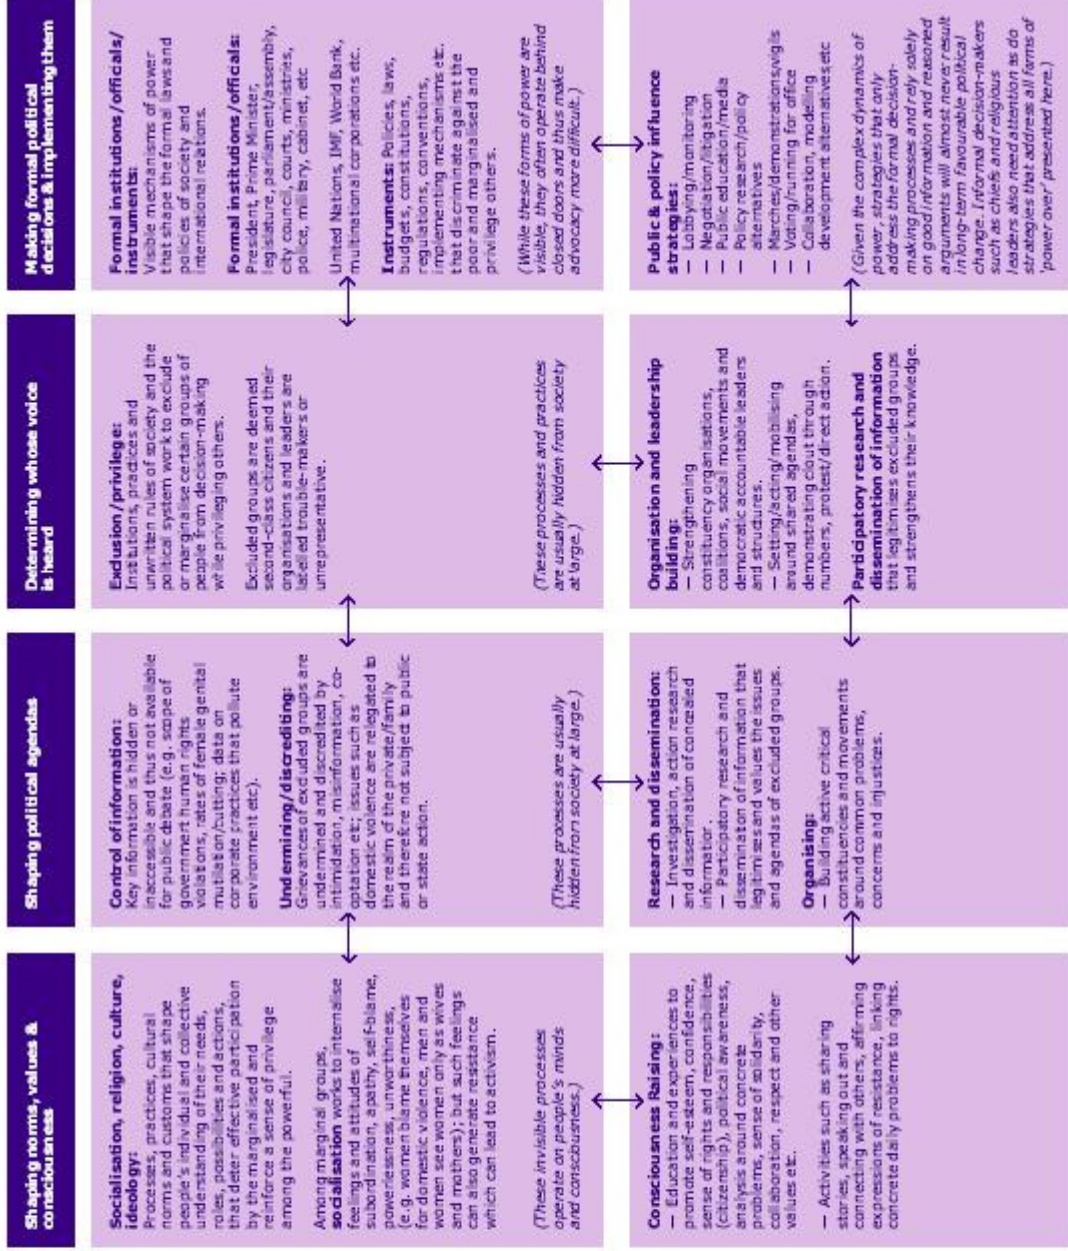 Shaping norms, values &
consciousness
Shaping political agendas
Determining whose voice
is heard
Making formal political
decisions & implementing them
Socialisation, religion, culture,
ideology:
Processes, practices, cultural
norms and customs that shape
people's individual and collective
understanding of their needs,
roles, possibilities and actions,
that deter effective participation
by the marginalised and
reinforce a sense of privilege
among the powerful.
Among marginal groups,
socialisation works to internalise
feelings and attitudes of
subordination, apathy, self-blame,
powerlessness, unworthiness,
(e.g. women blame themselves
for domestic violence, men and
women see women only as wives
and mothers); but such feelings
can also generate resistance
which can lead to activism.
(These invisible processes
operate on people's minds
and consciousness.)
Control of information:
Key information is hidden or
inaccessible and thus not available
for public debate (e.g. scope of
government human rights
violations, rates of female genital
mutilation/cutting; data on
corporate practices that pollute
environment etc).
Undermining/discrediting:
Grievances of excluded groups are
undermined and discredited by
intimidation, misinformation, co-
optation etc; issues such as
domestic violence are relegated to
the realm of the private/family
and therefore not subject to public
or state action.
(These processes are usually
hidden from society at large.)
Exclusion/privilege:
Institutions, practices and
unwritten rules of society and the
political system work to exclude
or marginalise certain groups of
people from decision-making
while privileging others.
Excluded groups are deemed
second-class citizens and their
organisations and leaders are
labelled trouble-makers or
unrepresentative.
(These processes and practices
are usually hidden from society
at large.)
Formal institutions/officials/
instruments:
Visible mechanisms of power
that shape the formal laws and
policies of society and
international relations.
Formal institutions/officials:
President, Prime Minister,
legislature, parliament/assembly,
city council, courts, ministries,
police, military, cabinet, etc
United Nations, IMF, World Bank,
multinational corporations etc.
Instruments: Policies, laws,
budgets, constitutions,
regulations, conventions,
implementing mechanisms etc.
that discriminate against the
poor and marginalised and
privilege others.
(While these forms of power are
visible, they often operate behind
closed doors and thus make
advocacy more difficult.)
Consciousness Raising:
— Education and experiences to
promote self-esteem, confidence,
sense of rights and responsibilities
(citizenship), political awareness,
analysis around concrete
problems, sense of solidarity,
collaboration, respect and other
values etc.
— Activities such as sharing
stories, speaking out and
connecting with others, affirming
expressions of resistance, linking
concrete daily problems to rights.
Research and dissemination:
— Investigation, action research
and dissemination of concealed
information.
— Participatory research and
dissemination of information that
legitimises and values the issues
and agendas of excluded groups.
Organising:
— Building active critical
constituencies and movements
around common problems,
concerns and injustices.
Organisation and leadership
building:
— Strengthening
constituency organisations,
coalitions, social movements and
democratic accountable leaders
and structures.
— Setting/acting/mobilising
around shared agendas,
demonstrating clout through
numbers, protest/direct action.
Participatory research and
dissemination of information
that legitimises excluded groups
and strengthens their knowledge.
Public & policy influence
strategies:
— Lobbying/monitoring
— Negotiation/litigation
— Public education/media
— Policy research/policy
alternatives
— Marches/demonstrations/vigils
— Voting/running for office
— Collaboration, modelling
development alternatives etc
(Given the complex dynamics of
power, strategies that only
address the formal decision-
making processes and rely solely
on good information and reasoned
arguments will almost never result
in long-term favourable political
change. Informal decision-makers
such as chiefs and religious
leaders also need attention as do
strategies that address all forms of
'power over' presented here.)